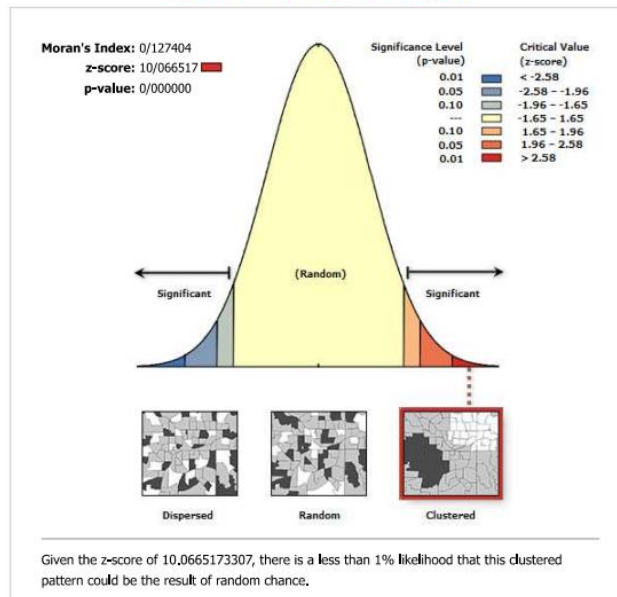 Moran's Index: 0/127404
z-score: 10/066517
p-value: 0/000000
Significance Level
(p-value)
Critical Value
(z-score)
0.01 < -2.58
0.05 -2.58 – -1.96
0.10 -1.96 – -1.65
--- -1.65 – 1.65
0.10 1.65 – 1.96
0.05 1.96 – 2.58
0.01 > 2.58
(Random)
Significant
Significant
Dispersed
Random
Clustered
Given the z-score of 10.0665173307, there is a less than 1% likelihood that this clustered
pattern could be the result of random chance.